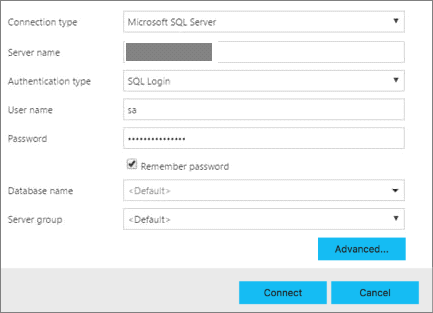 Connection type Microsoft SQL Server
Server name
Authentication type SQL Login
User name sa
Password •••••••••••••••
Remember password
Database name <Default>
Server group <Default>
Advanced...
Connect Cancel